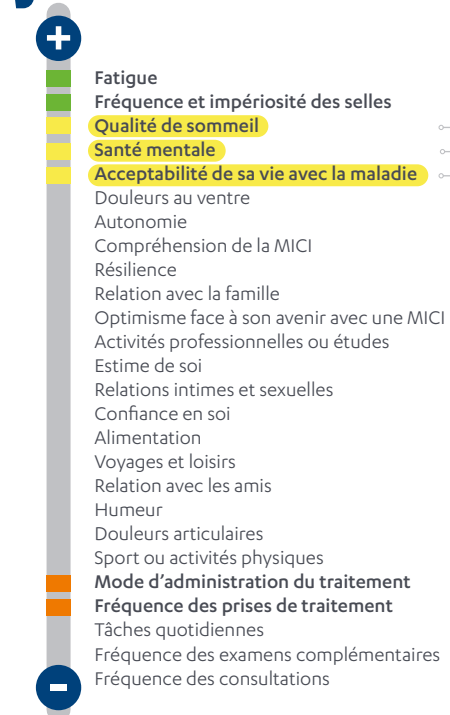 +
Fatigue
Fréquence et impériosité des selles
Qualité de sommeil
Santé mentale
Acceptabilité de sa vie avec la maladie
Douleurs au ventre
Autonomie
Compréhension de la MICI
Résilience
Relation avec la famille
Optimisme face à son avenir avec une MICI
Activités professionnelles ou études
Estime de soi
Relations intimes et sexuelles
Confiance en soi
Alimentation
Voyages et loisirs
Relation avec les amis
Humeur
Douleurs articulaires
Sport ou activités physiques
Mode d'administration du traitement
Fréquence des prises de traitement
Tâches quotidiennes
Fréquence des examens complémentaires
Fréquence des consultations
-